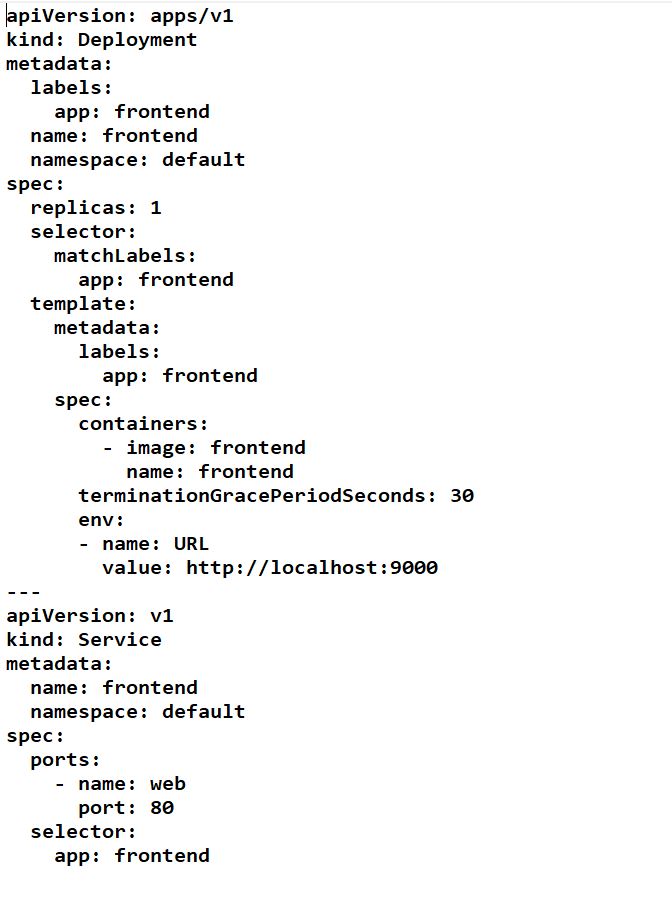 apiVersion: apps/v1
kind: Deployment
metadata:
  labels:
    app: frontend
  name: frontend
  namespace: default
spec:
  replicas: 1
  selector:
    matchLabels:
      app: frontend
  template:
    metadata:
      labels:
        app: frontend
    spec:
      containers:
        - image: frontend
          name: frontend
      terminationGracePeriodSeconds: 30
      env:
      - name: URL
        value: http://localhost:9000
---
apiVersion: v1
kind: Service
metadata:
  name: frontend
  namespace: default
spec:
  ports:
    - name: web
      port: 80
  selector:
    app: frontend